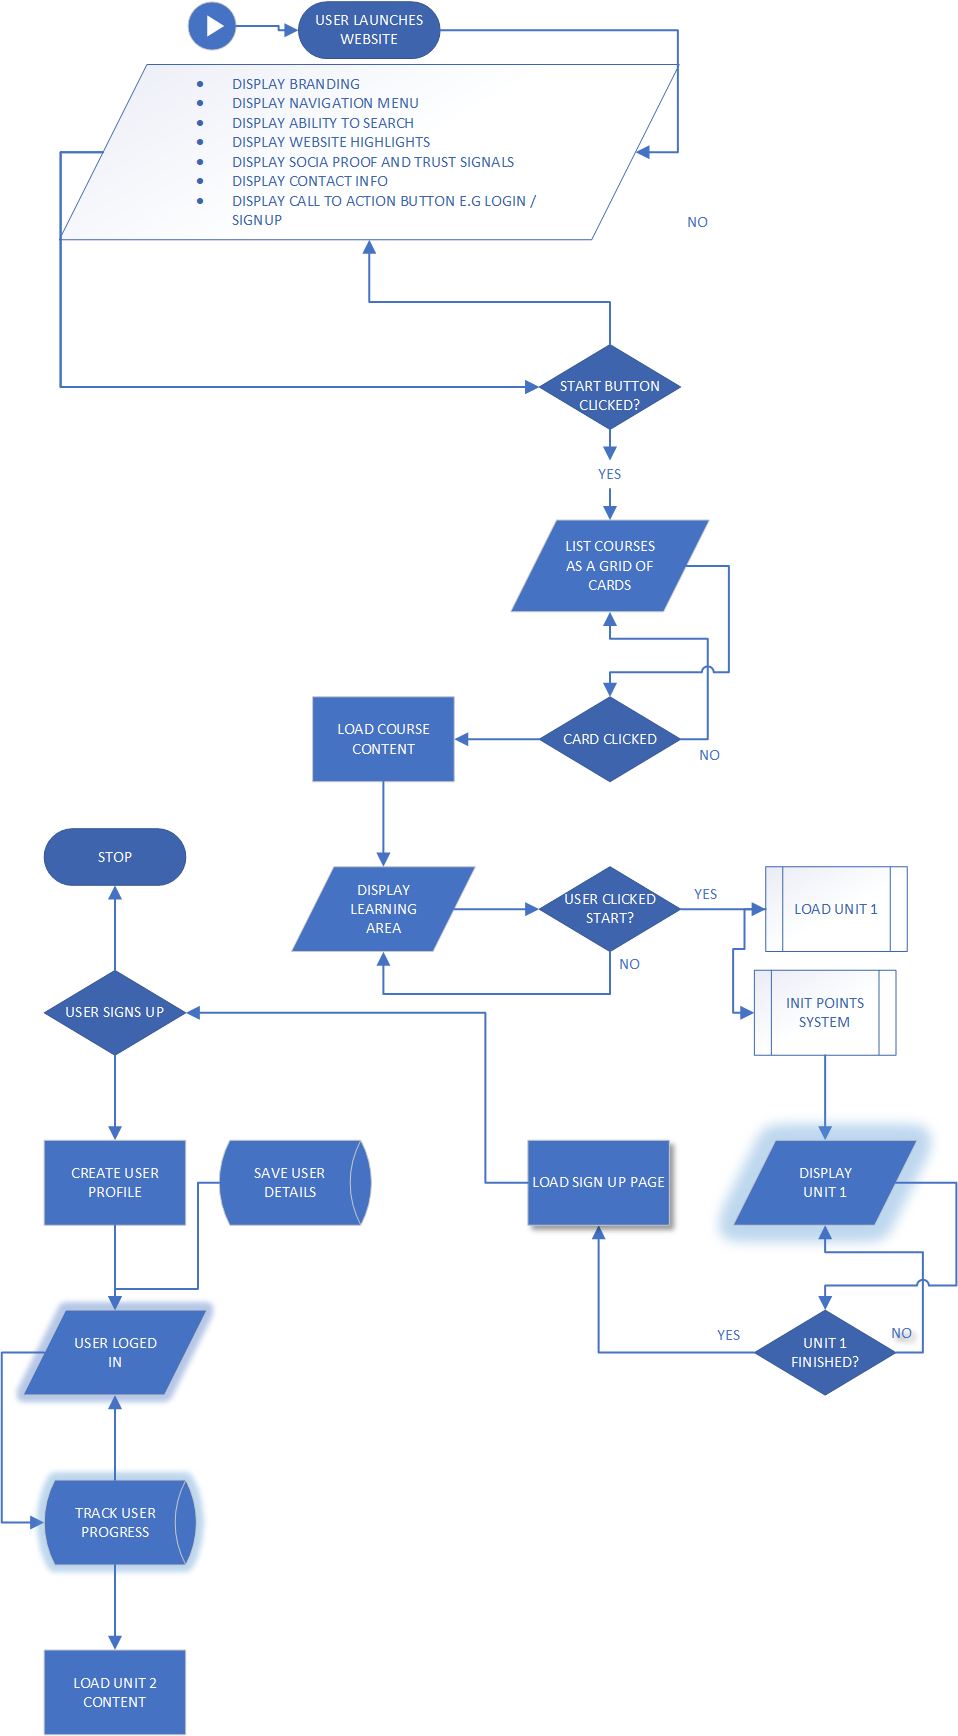 USER LAUNCHES
WEBSITE
DISPLAY BRANDING
DISPLAY NAVIGATION MENU
DISPLAY ABILITY TO SEARCH
DISPLAY WEBSITE HIGHLIGHTS
DISPLAY SOCIA PROOF AND TRUST SIGNALS
DISPLAY CONTACT INFO
DISPLAY CALL TO ACTION BUTTON E.G LOGIN /
SIGNUP
NO
START BUTTON
CLICKED?
YES
LIST COURSES
AS A GRID OF
CARDS
CARD CLICKED
NO
LOAD COURSE
CONTENT
DISPLAY
LEARNING
AREA
USER CLICKED
START?
YES
NO
LOAD UNIT 1
INIT POINTS
SYSTEM
DISPLAY
UNIT 1
UNIT 1
FINISHED?
NO
YES
LOAD SIGN UP PAGE
USER SIGNS UP
STOP
CREATE USER
PROFILE
SAVE USER
DETAILS
USER LOGED
IN
TRACK USER
PROGRESS
LOAD UNIT 2
CONTENT